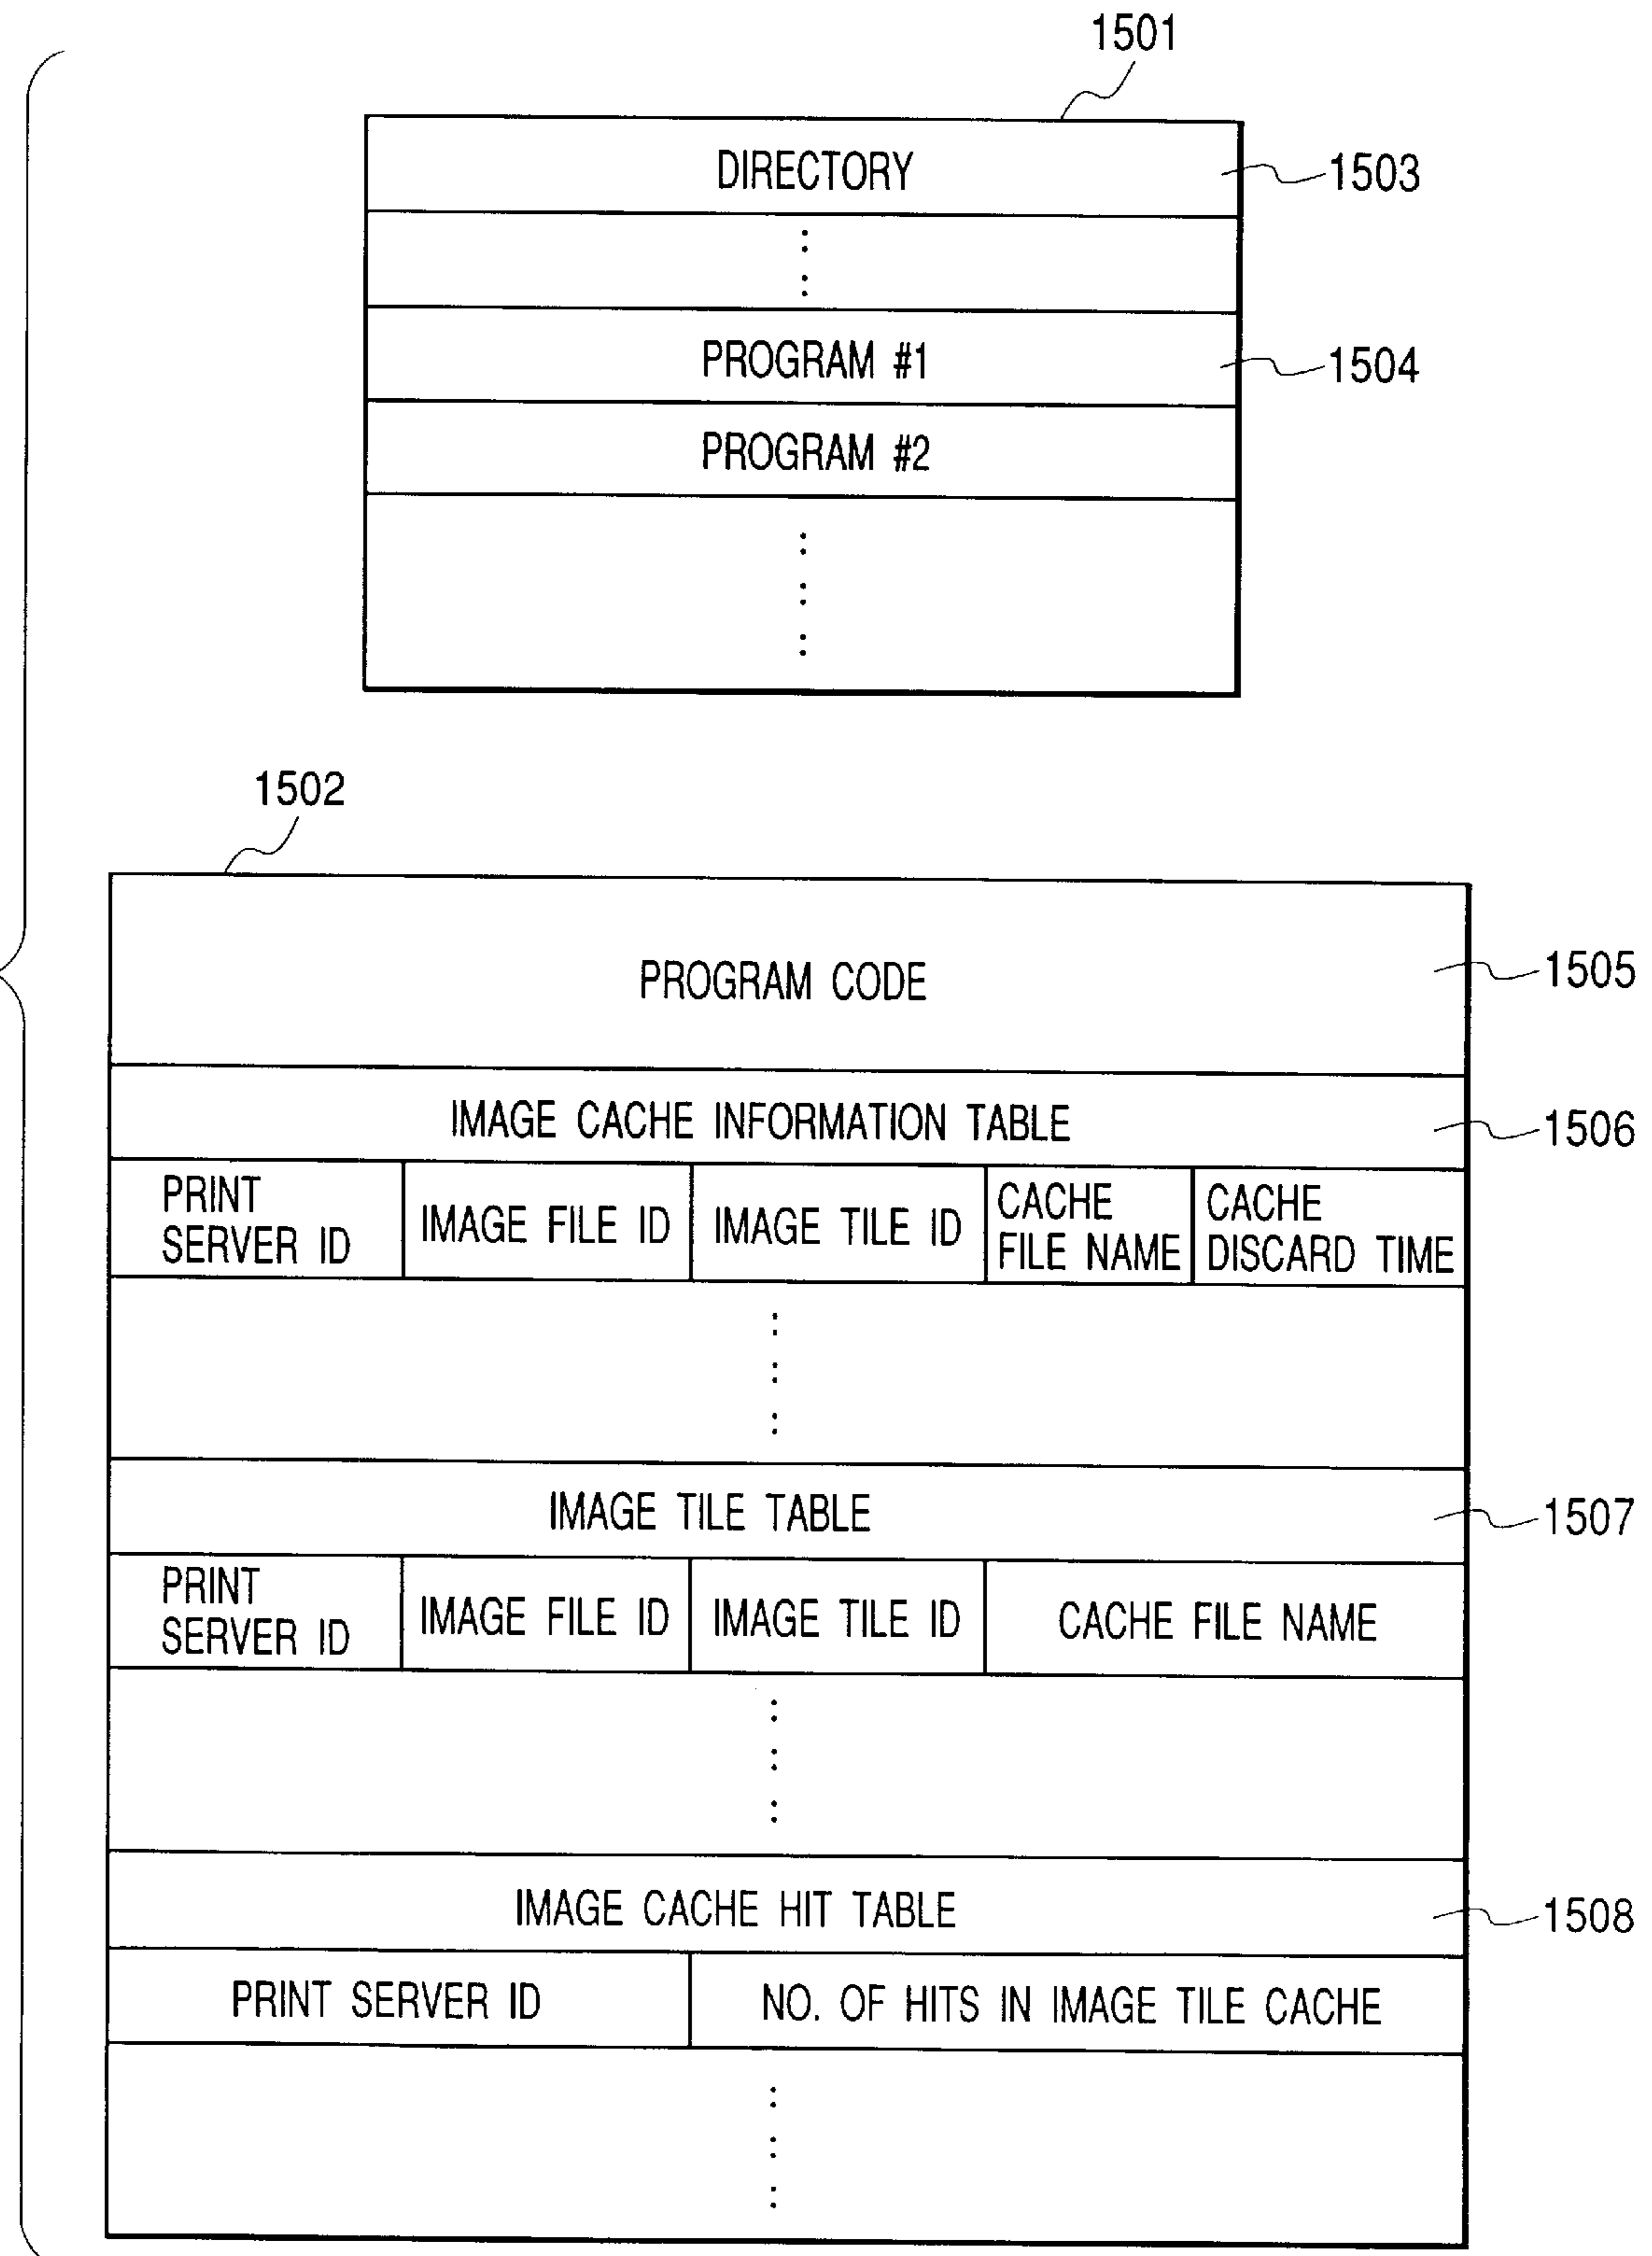 1501
DIRECTORY
1503
PROGRAM #1
1504
PROGRAM #2
1502
PROGRAM CODE
1505
IMAGE CACHE INFORMATION TABLE
1506
PRINT
SERVER ID
IMAGE FILE ID
IMAGE TILE ID
CACHE
FILE NAME
CACHE
DISCARD TIME
IMAGE TILE TABLE
1507
PRINT
SERVER ID
IMAGE FILE ID
IMAGE TILE ID
CACHE FILE NAME
IMAGE CACHE HIT TABLE
1508
PRINT SERVER ID
NO. OF HITS IN IMAGE TILE CACHE